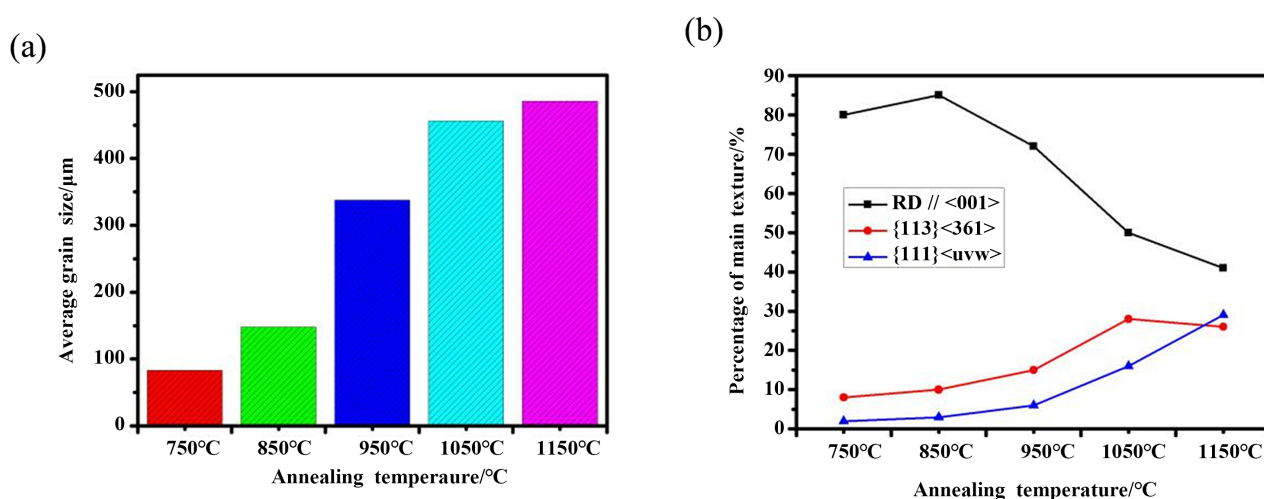 (a)
500
400
300
200
100
0
Average grain size/μm
750°C 850°C 950°C 1050°C 1150°C
Annealing temperaure/°C
(b)
90
80
70
60
50
40
30
20
10
0
Percentage of main texture/%
RD // <001>
{113}<361>
{111}<uvw>
750°C 850°C 950°C 1050°C 1150°C
Annealing temperature/°C